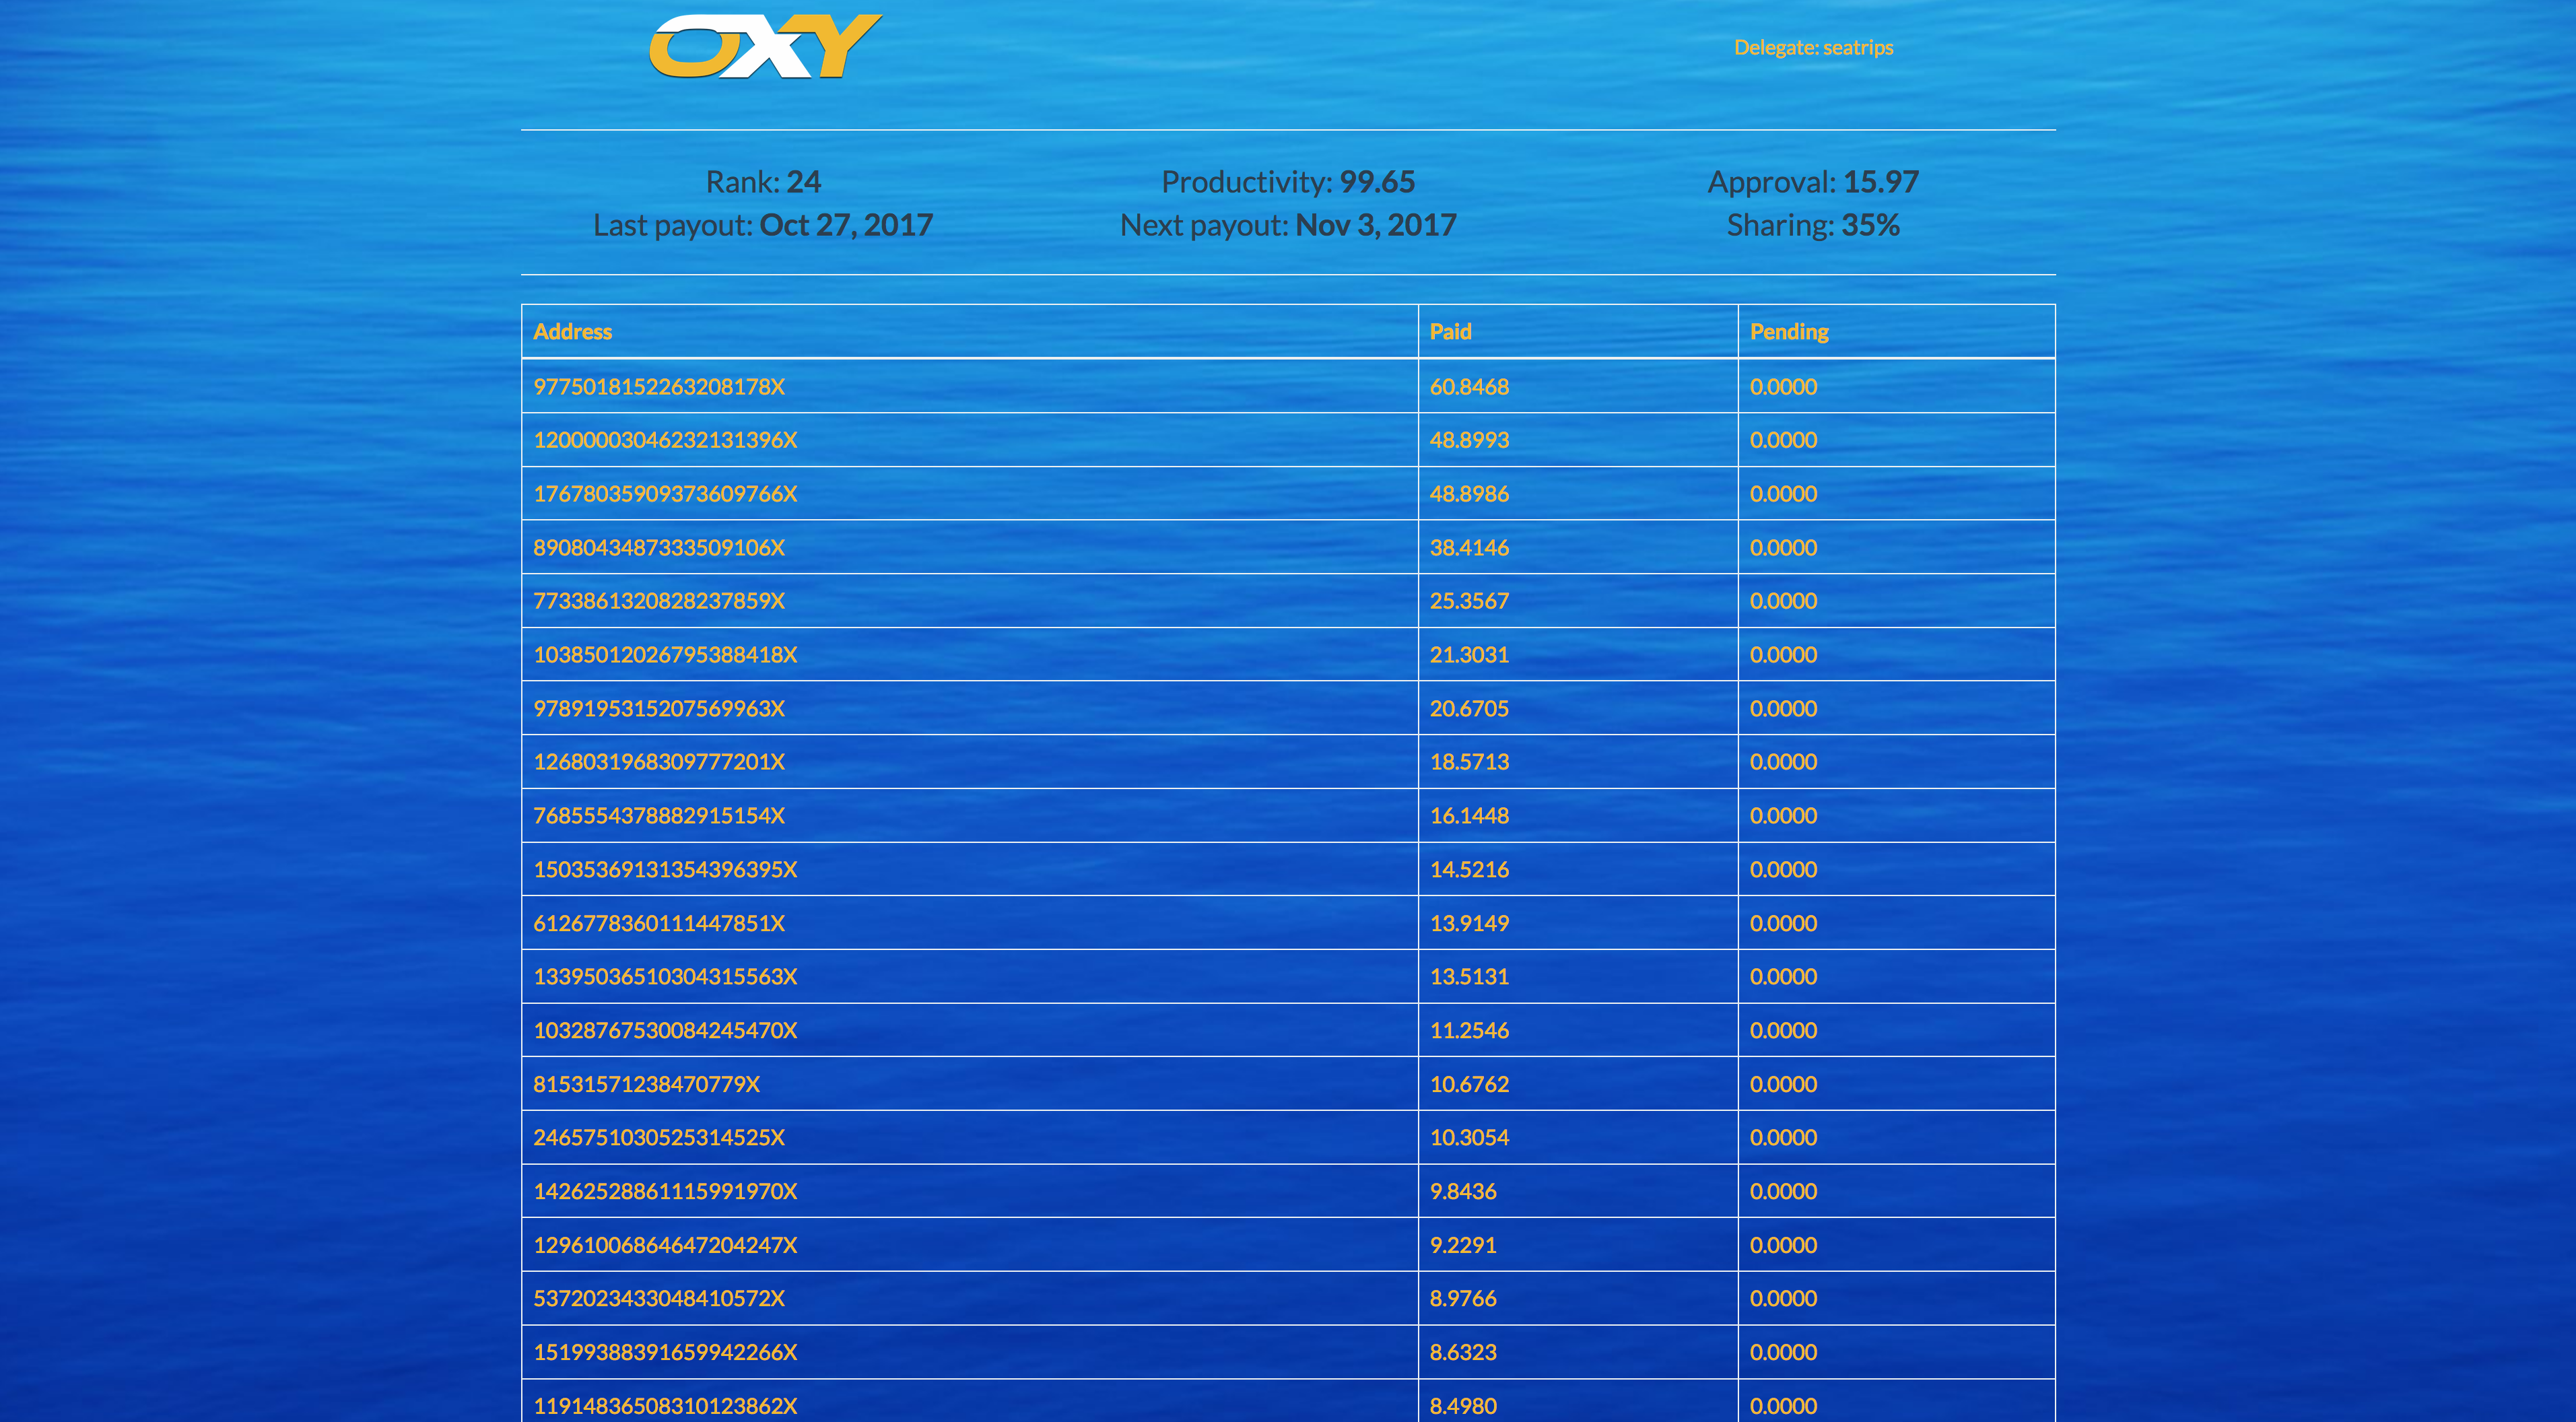 OXY
Delegate: seatrips
Rank: 24 Productivity: 99.65 Approval: 15.97
Last payout: Oct 27, 2017 Next payout: Nov 3, 2017 Sharing: 35%
Address Paid Pending
9775018152263208178X 60.8468 0.0000
12000003046232131396X 48.8993 0.0000
17678035909373609766X 48.8986 0.0000
8908043487333509106X 38.4146 0.0000
7733861320828237859X 25.3567 0.0000
10385012026795388418X 21.3031 0.0000
9789195315207569963X 20.6705 0.0000
1268031968309777201X 18.5713 0.0000
7685554378882915154X 16.1448 0.0000
15035369131354396395X 14.5216 0.0000
6126778360111447851X 13.9149 0.0000
13395036510304315563X 13.5131 0.0000
10328767530084245470X 11.2546 0.0000
81531571238470779X 10.6762 0.0000
2465751030525314525X 10.3054 0.0000
14262528861115991970X 9.8436 0.0000
12961006864647204247X 9.2291 0.0000
5372023433048410572X 8.9766 0.0000
15199388391659942266X 8.6323 0.0000
11914836508310123862X 8.4980 0.0000